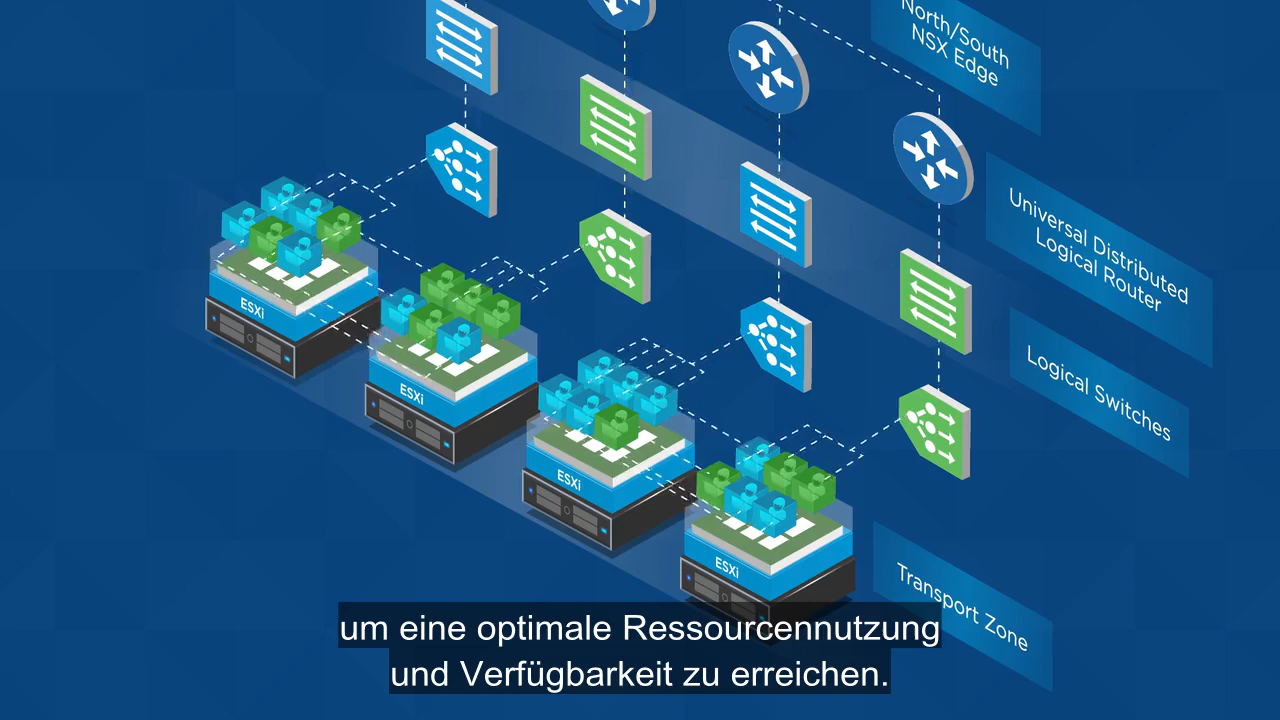 North/South
NSX Edge
Universal Distributed
Logical Router
Logical Switches
Transport Zone
ESXi
ESXi
ESXi
ESXi
um eine optimale Ressourcennutzung
und Verfügbarkeit zu erreichen.